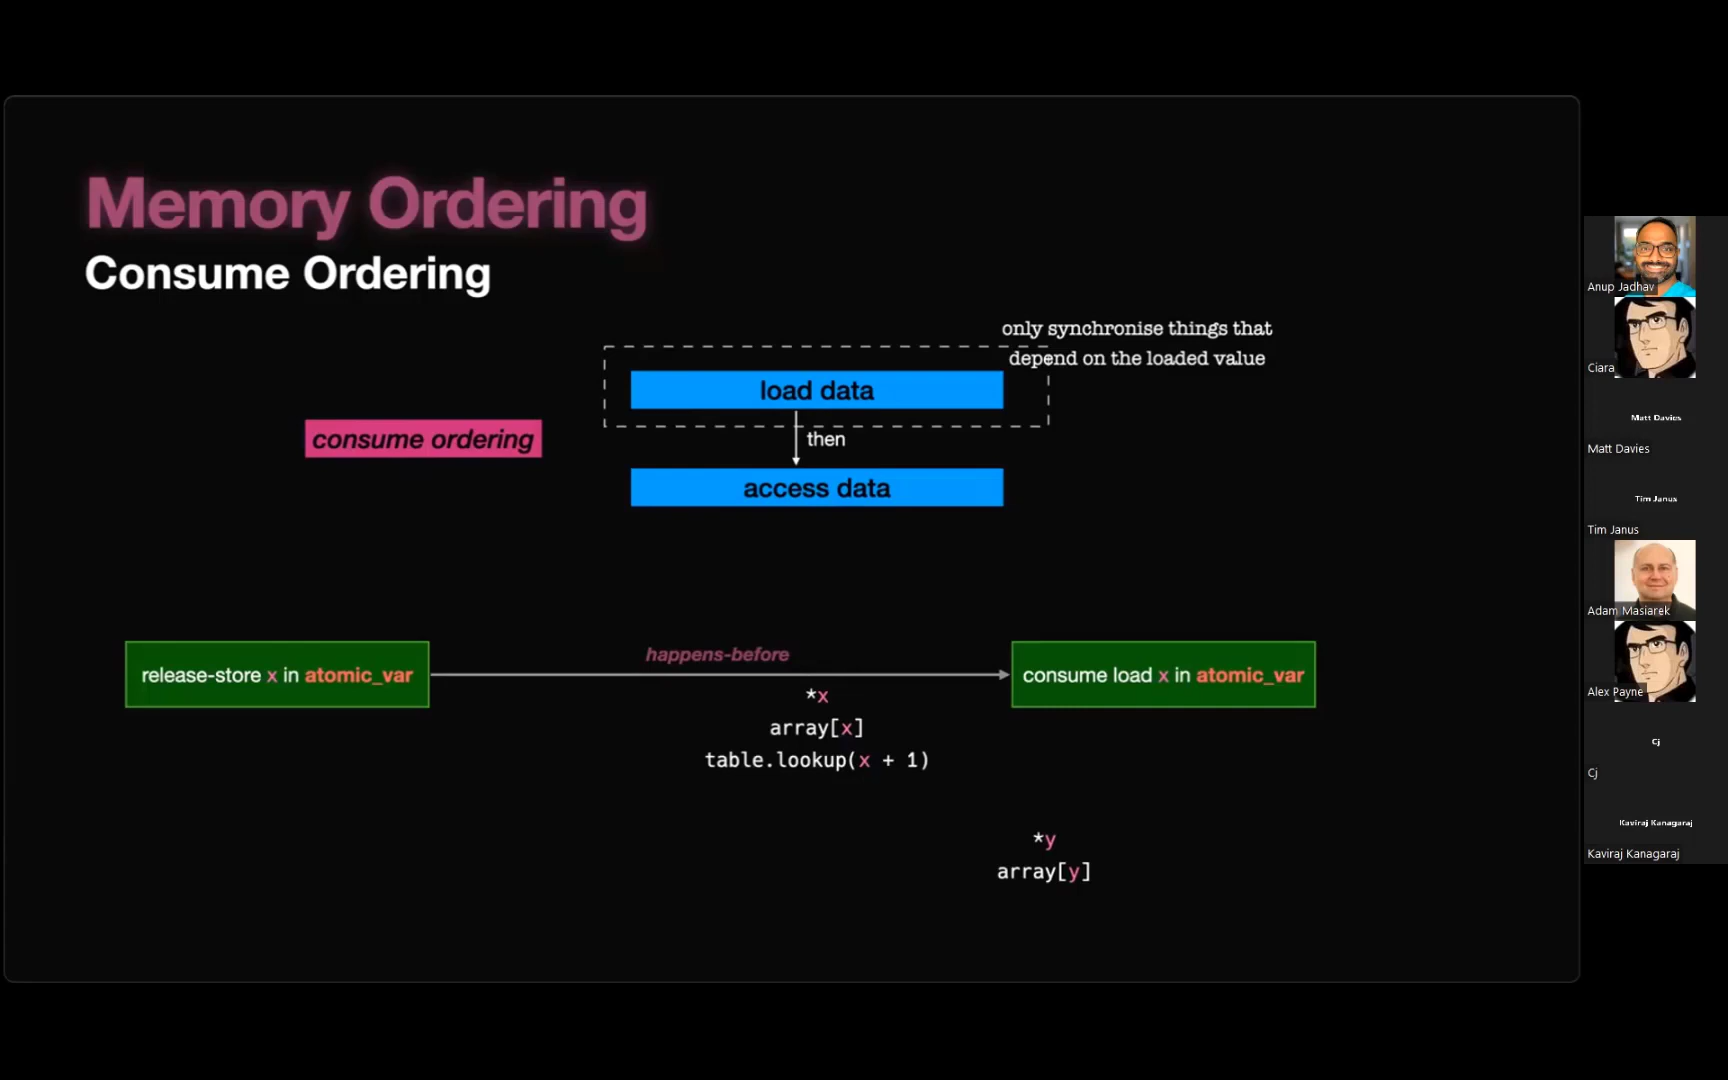 Memory Ordering
Consume Ordering
only synchronise things that
depend on the loaded value
load data
consume ordering
then
access data
happens-before
release-store x in atomic_var
consume load x in atomic_var
*x
array[x]
table.lookup(x + 1)
*y
array[y]
Anup Jadhav
Ciara
Matt Davies
Matt Davies
Tim Janus
Tim Janus
Adam Masiarek
Alex Payne
Cj
Cj
Kaviraj Kanagaraj
Kaviraj Kanagaraj